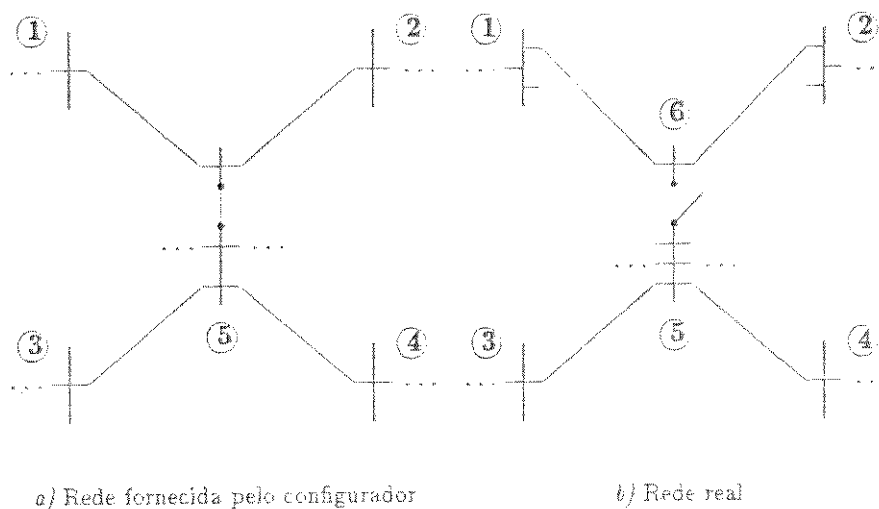 ① ② ① ②
⑥
③ ⑤ ④ ③ ⑤ ④
a) Rede fornecida pelo configurador b) Rede real